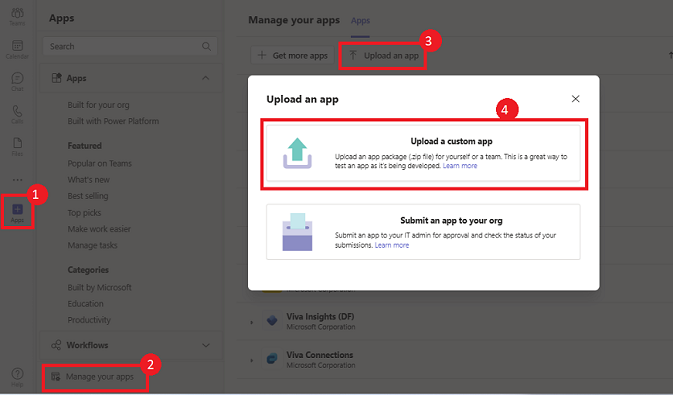 Teams
Calendar
Chat
Calls
Files
...
1
Apps
Help
Apps
Search
Apps
Built for your org
Built with Power Platform
Featured
Popular on Teams
What's new
Best selling
Top picks
Make work easier
Manage tasks
Categories
Built by Microsoft
Education
Productivity
Workflows
2
Manage your apps
Manage your apps
Apps
3
Get more apps
Upload an app
Upload an app
4
Upload a custom app
Upload an app package (.zip file) for yourself or a team. This is a great way to
test an app as it's being developed. Learn more
Submit an app to your org
Submit an app to your IT admin for approval and check the status of your
submissions. Learn more
Viva Insights (DF)
Microsoft Corporation
Viva Connections
Microsoft Corporation